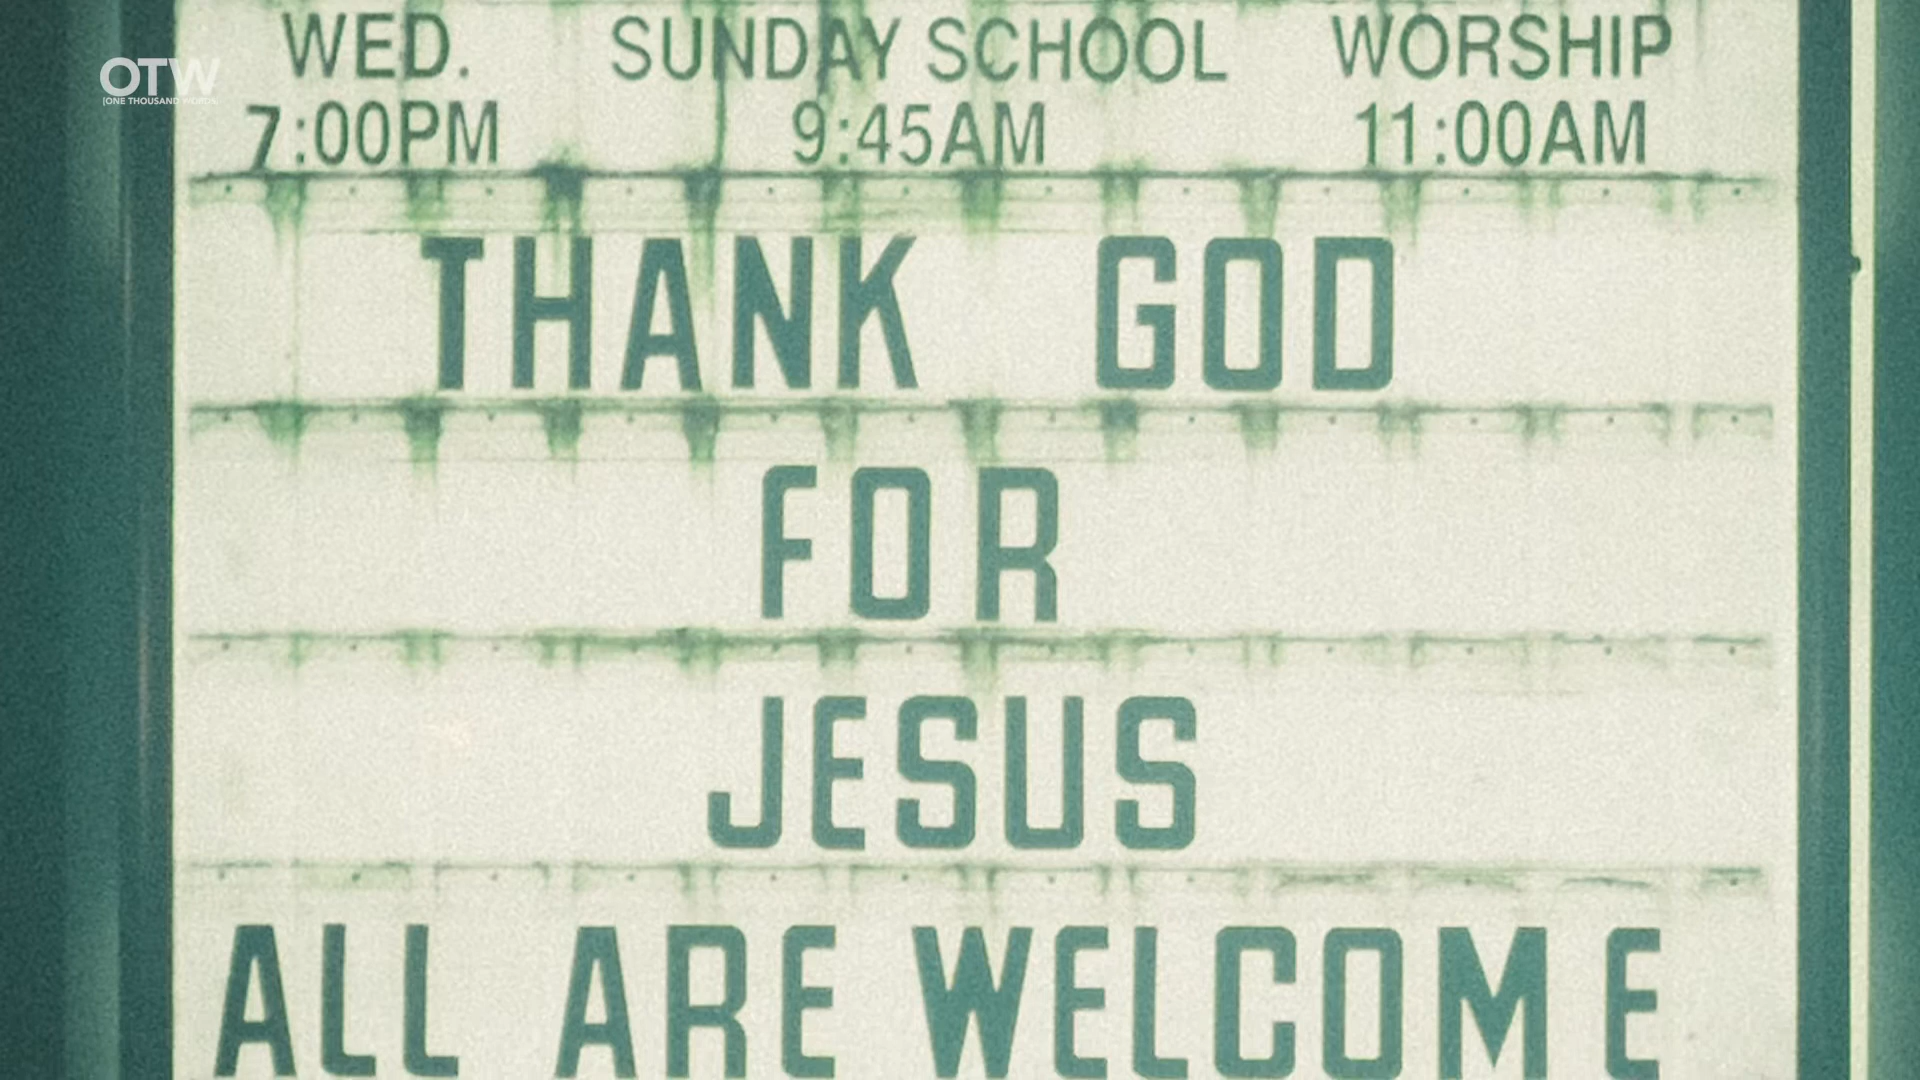 OTW
[ONE THOUSAND WORDS]
WED. SUNDAY SCHOOL WORSHIP
7:00PM 9:45AM 11:00AM
THANK GOD
FOR
JESUS
ALL ARE WELCOME